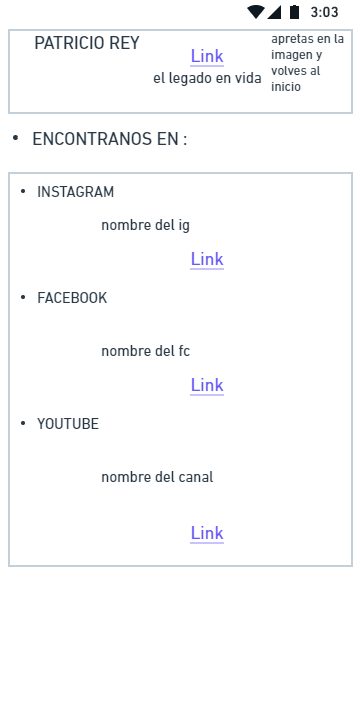 3:03
PATRICIO REY
Link
el legado en vida
apretas en la
imagen y
volves al
inicio
• ENCONTRANOS EN :
• INSTAGRAM
nombre del ig
Link
• FACEBOOK
nombre del fc
Link
• YOUTUBE
nombre del canal
Link